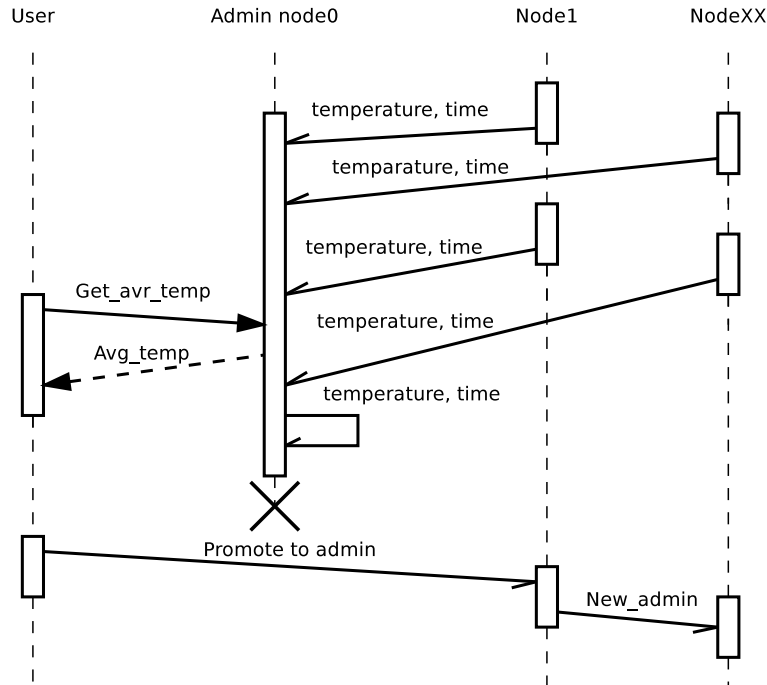 User
Admin node0
Node1
NodeXX
temperature, time
temparature, time
temperature, time
Get_avr_temp
temperature, time
Avg_temp
temperature, time
Promote to admin
New_admin